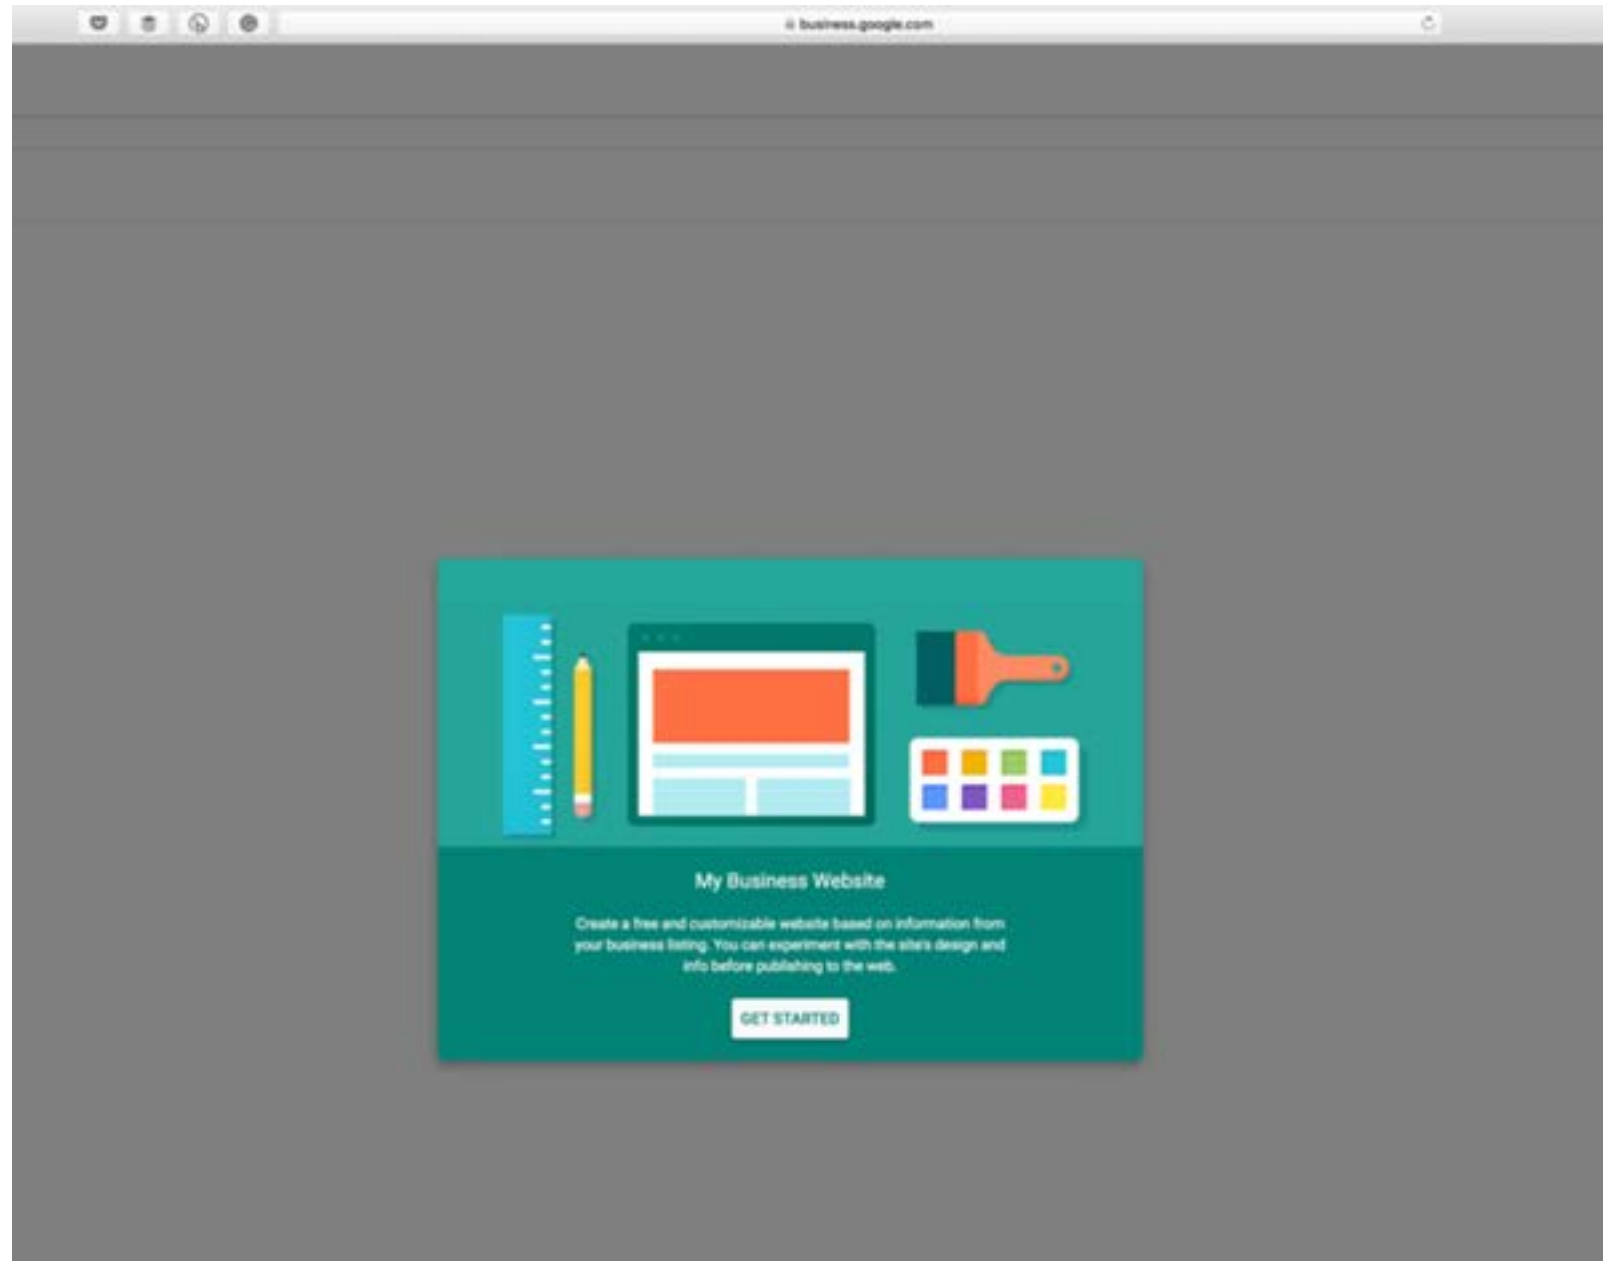 business.google.com
My Business Website
Create a free and customizable website based on information from
your business listing. You can experiment with the site's design and
info before publishing to the web.
GET STARTED